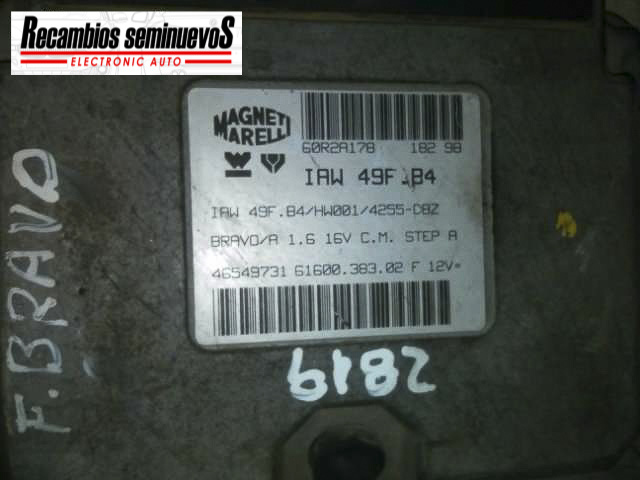 Recambios seminuevoS
ELECTRONIC AUTO
MAGNETI
MARELLI
60R2A178 182 98
IAW 49F.B4
IAW 49F.B4/HW001/4255-DBZ
BRAVO/A 1.6 16V C.M. STEP A
46549731 61600.383.02 F 12V=
F. BRAVO
2819